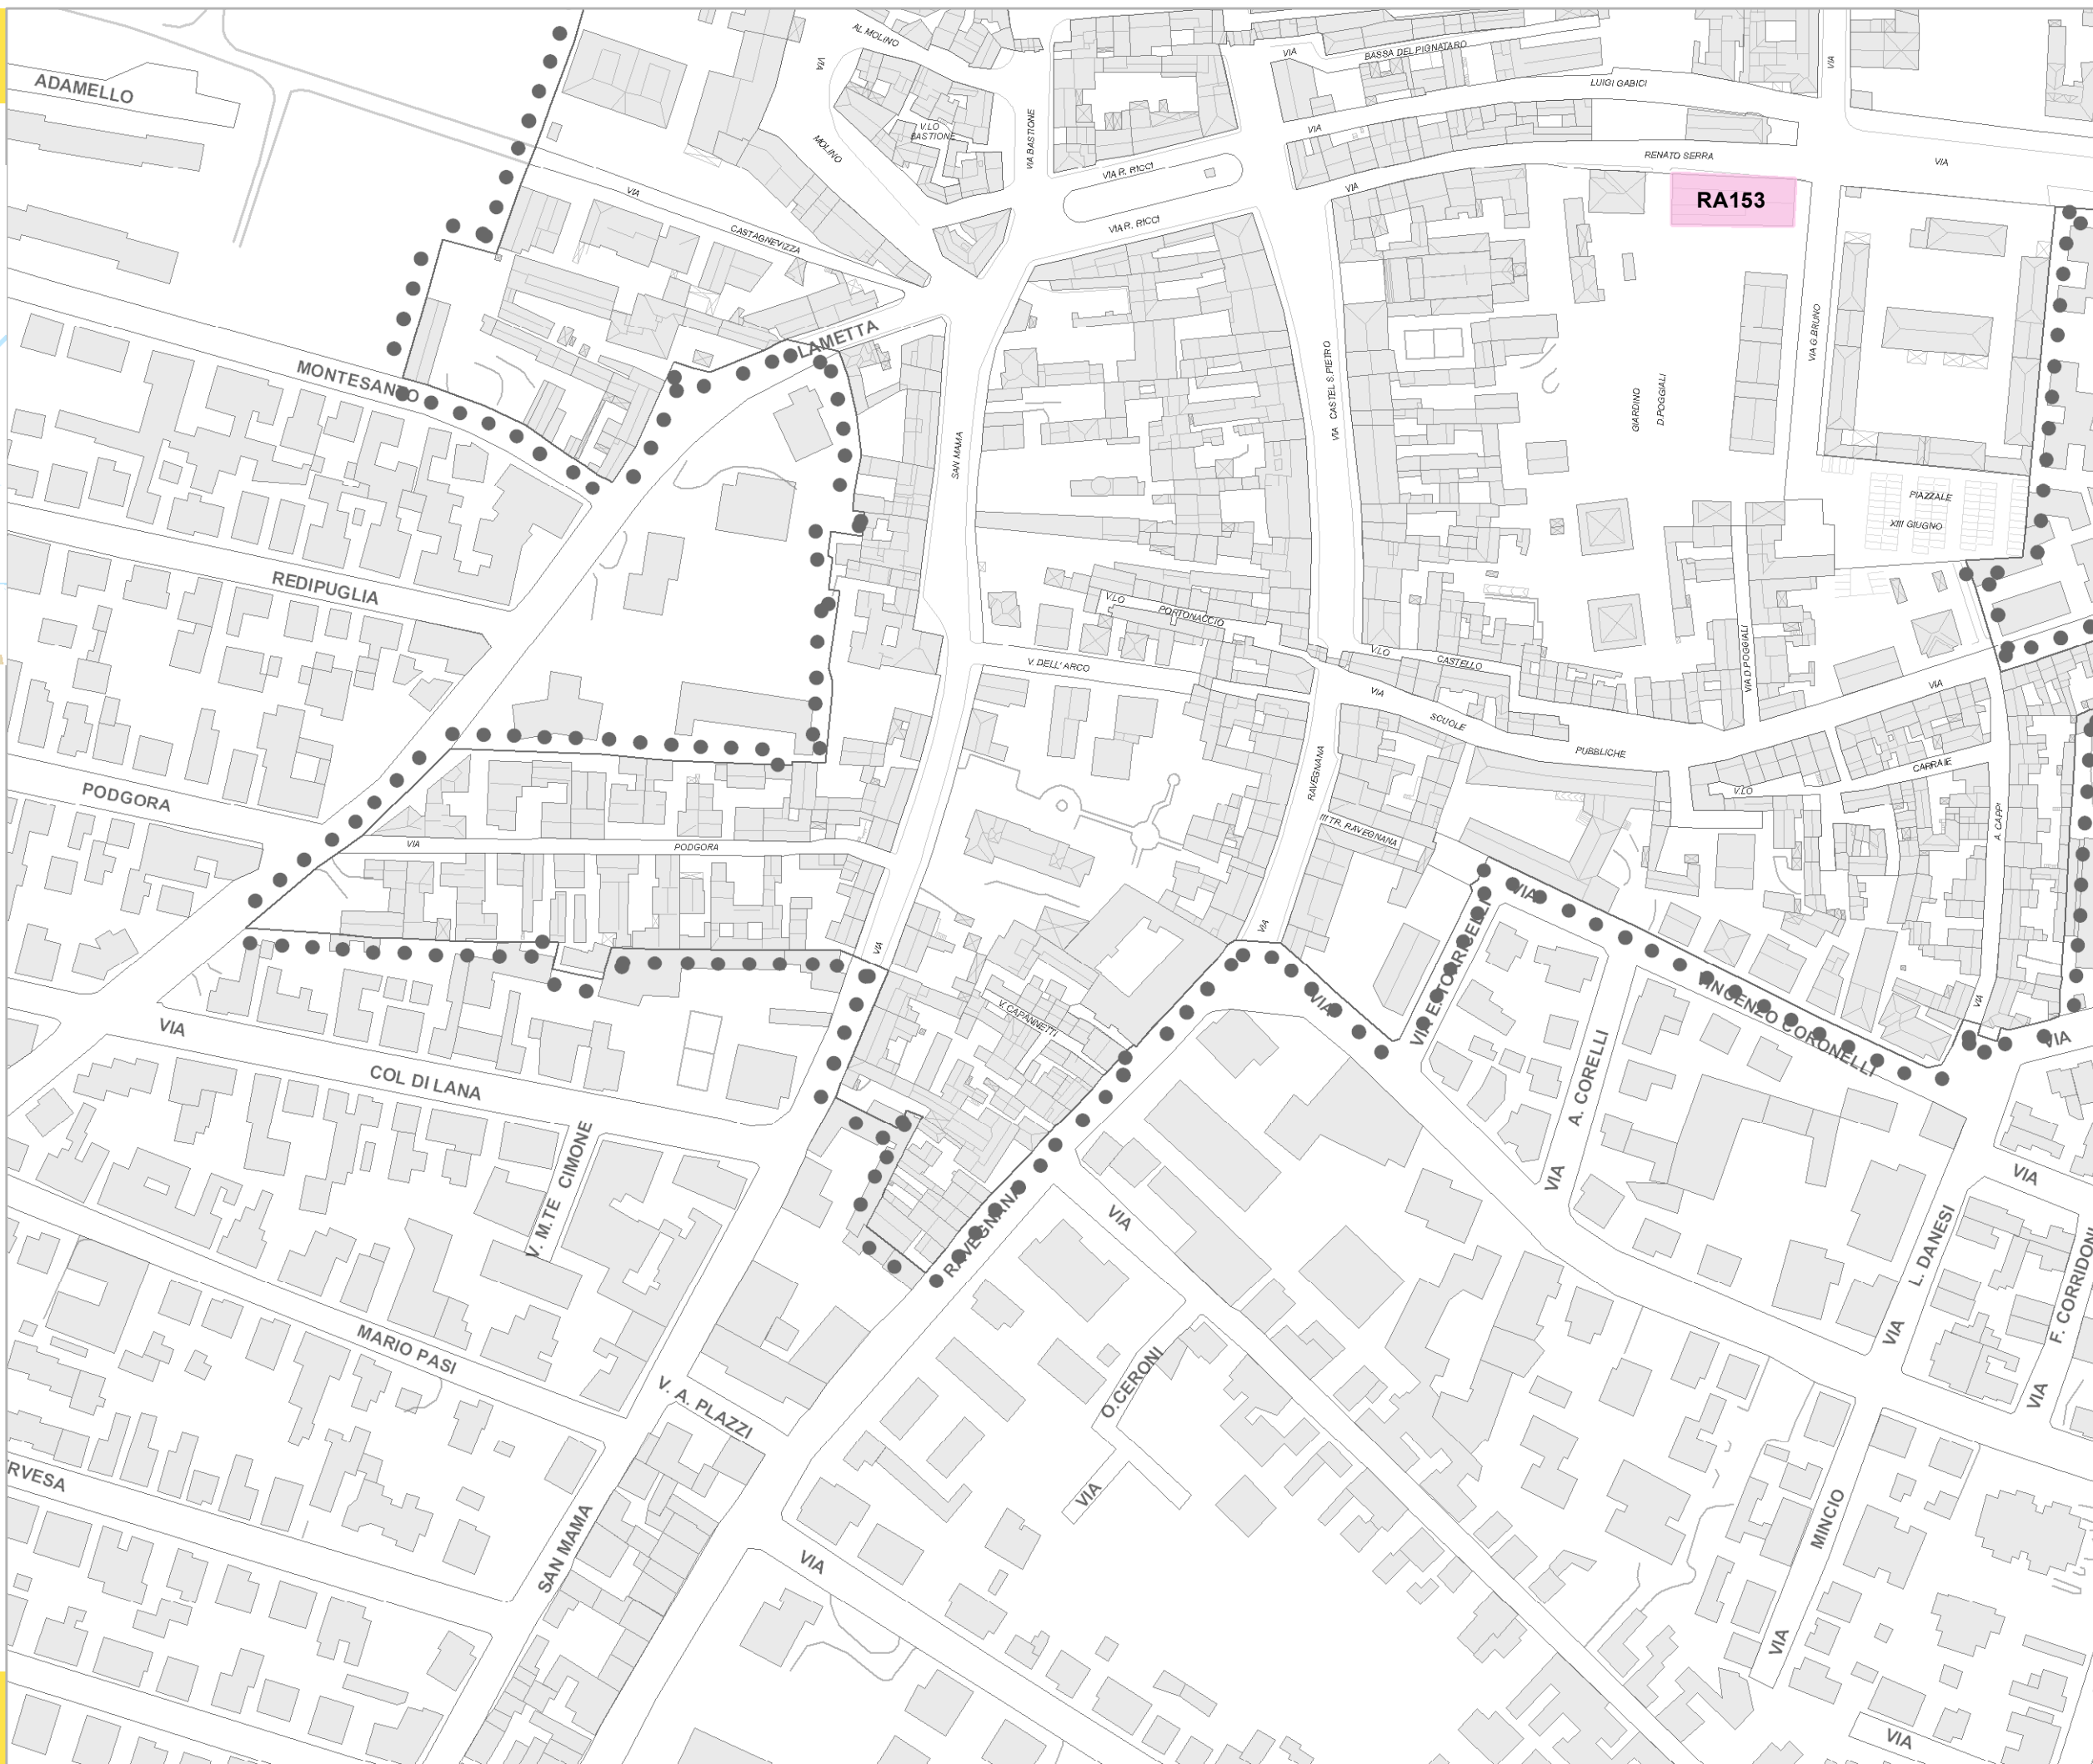 AL MOLINO
VIA
BASSA DEL PIGNATARO
VIA
VIA
ADAMELLO
LUIGI GABICI
V.LO
BASTIONE
VIA BASTIONE
MOLINO
VIA
RENATO SERRA
VIA
VIA R. RICCI
VIA
VIA
RA153
VIA R. RICCI
CASTAGNEVIZZA
LAMETTA
VIA G.BRUNO
MONTESANTO
VIA CASTEL S.PIETRO
GIARDINO
D.POGGIALI
SAN MAMA
PIAZZALE
XIII GIUGNO
REDIPUGLIA
V.LO
PORTONACCIO
V. DELL' ARCO
V.LO
CASTELLO
VIA D.POGGIALI
VIA
VIA
SCUOLE
PUBBLICHE
RAVEGNANA
CARRAIE
V.LO
PODGORA
III TR. RAVEGNANA
A. CAPPI
VIA
PODGORA
VIA
VIA
VIA
VIA E.TORRICELLI
VINCENZO CORONELLI
VIA
VIA
V.CAPANNETTI
VIA
VIA
COL DI LANA
A. CORELLI
VIA
V. M.TE CIMONE
VIA
VIA
RAVEGNANA
VIA
L. DANESI
VIA
F. CORRIDONI
VIA
MARIO PASI
O.CERONI
VIA
V. A. PLAZZI
RVESA
SAN MAMA
MINCIO
VIA
VIA
VIA